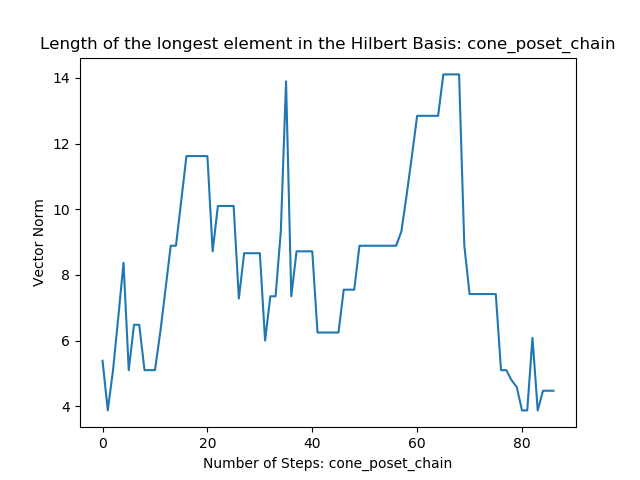 Length of the longest element in the Hilbert Basis: cone_poset_chain
14
12
10
8
6
4
Vector Norm
0 20 40 60 80
Number of Steps: cone_poset_chain